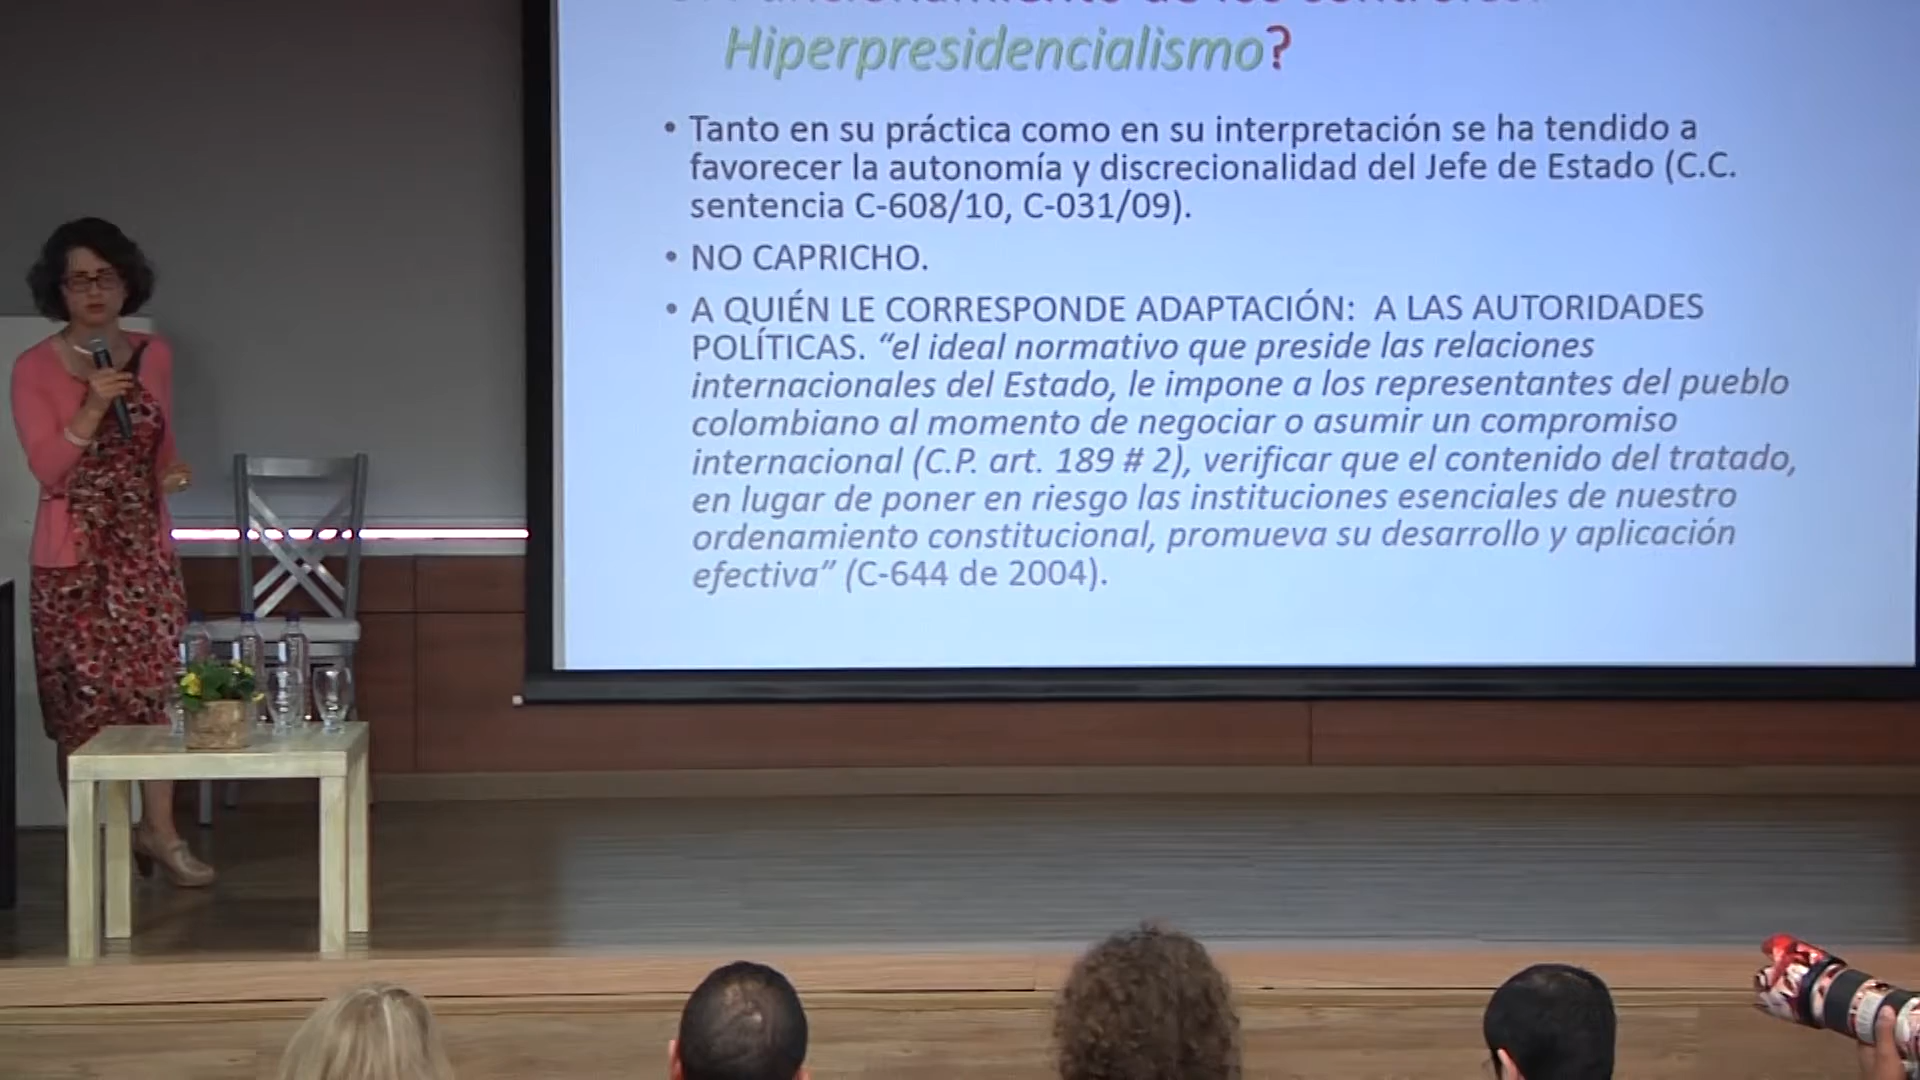 Hiperpresidencialismo?
• Tanto en su práctica como en su interpretación se ha tendido a
favorecer la autonomía y discrecionalidad del Jefe de Estado (C.C.
sentencia C-608/10, C-031/09).
• NO CAPRICHO.
• A QUIÉN LE CORRESPONDE ADAPTACIÓN: A LAS AUTORIDADES
POLÍTICAS. “el ideal normativo que preside las relaciones
internacionales del Estado, le impone a los representantes del pueblo
colombiano al momento de negociar o asumir un compromiso
internacional (C.P. art. 189 # 2), verificar que el contenido del tratado,
en lugar de poner en riesgo las instituciones esenciales de nuestro
ordenamiento constitucional, promueva su desarrollo y aplicación
efectiva” (C-644 de 2004).